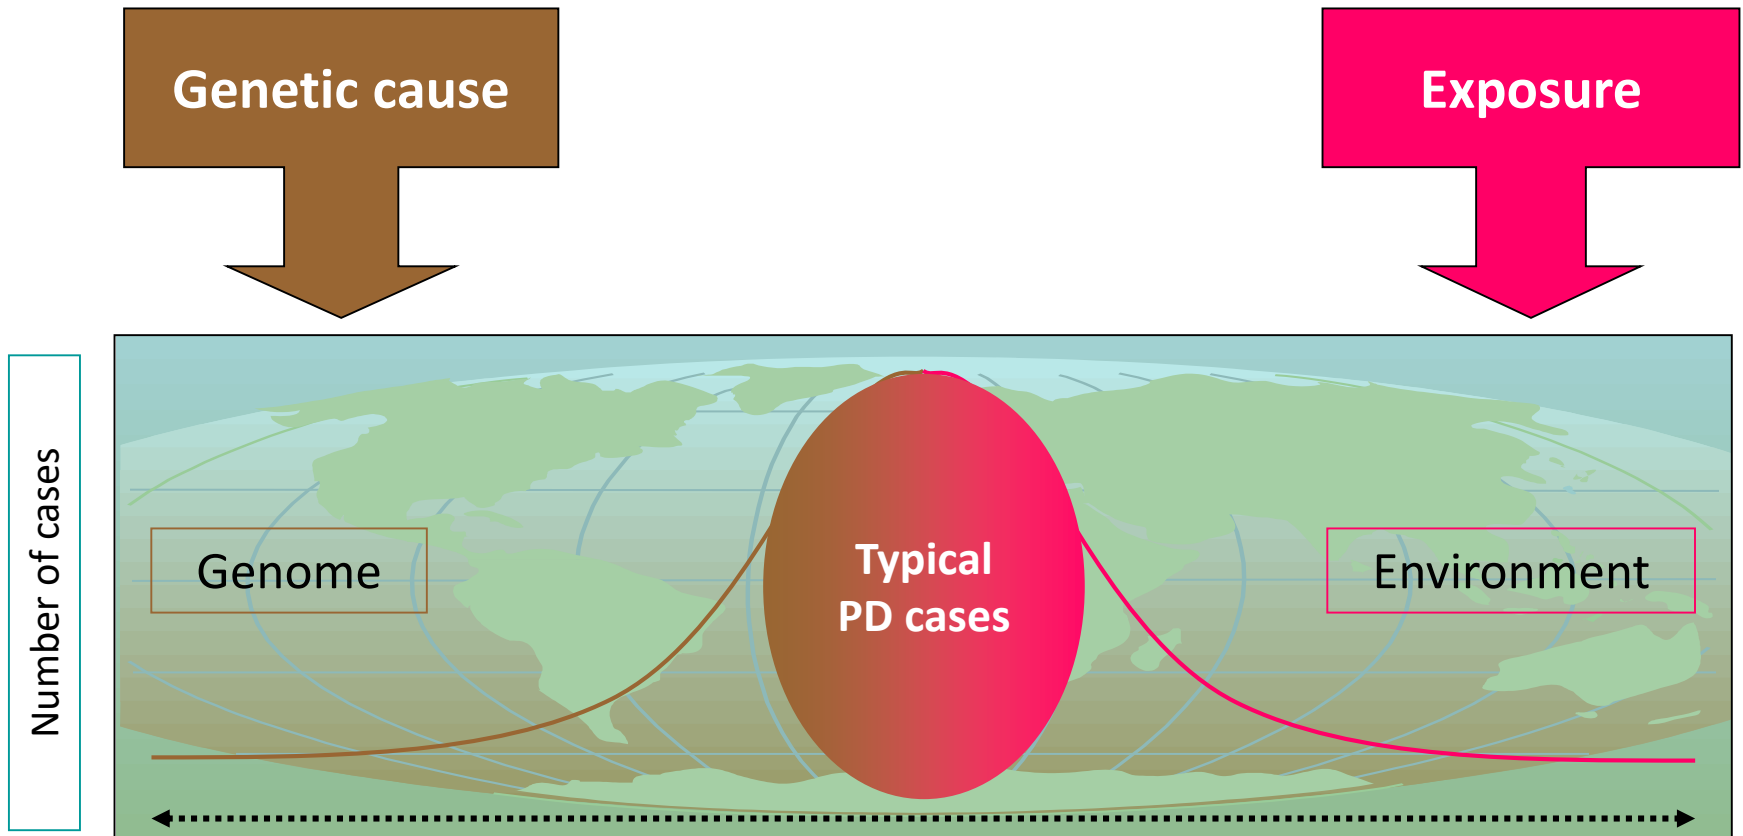 Genetic cause
Exposure
Number of cases
Genome
Typical
PD cases
Environment